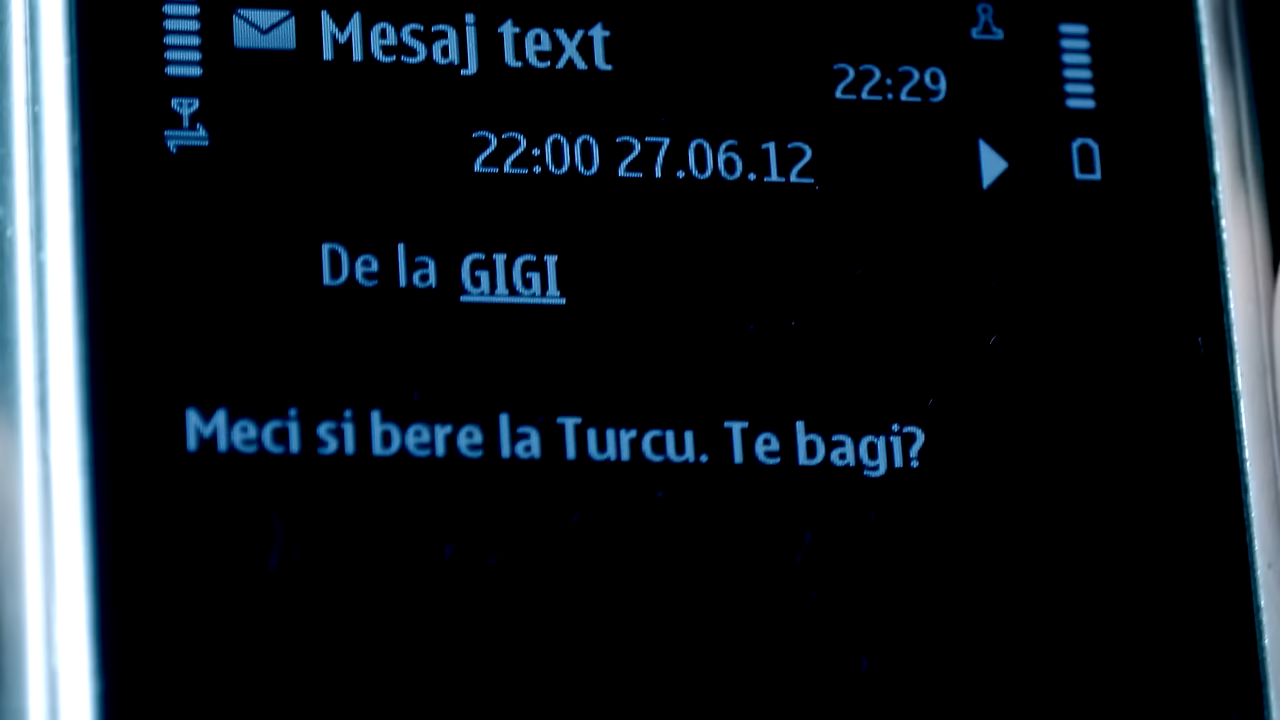 Mesaj text
22:29
22:00 27.06.12
De la GIGI
Meci si bere la Turcu. Te bagi?